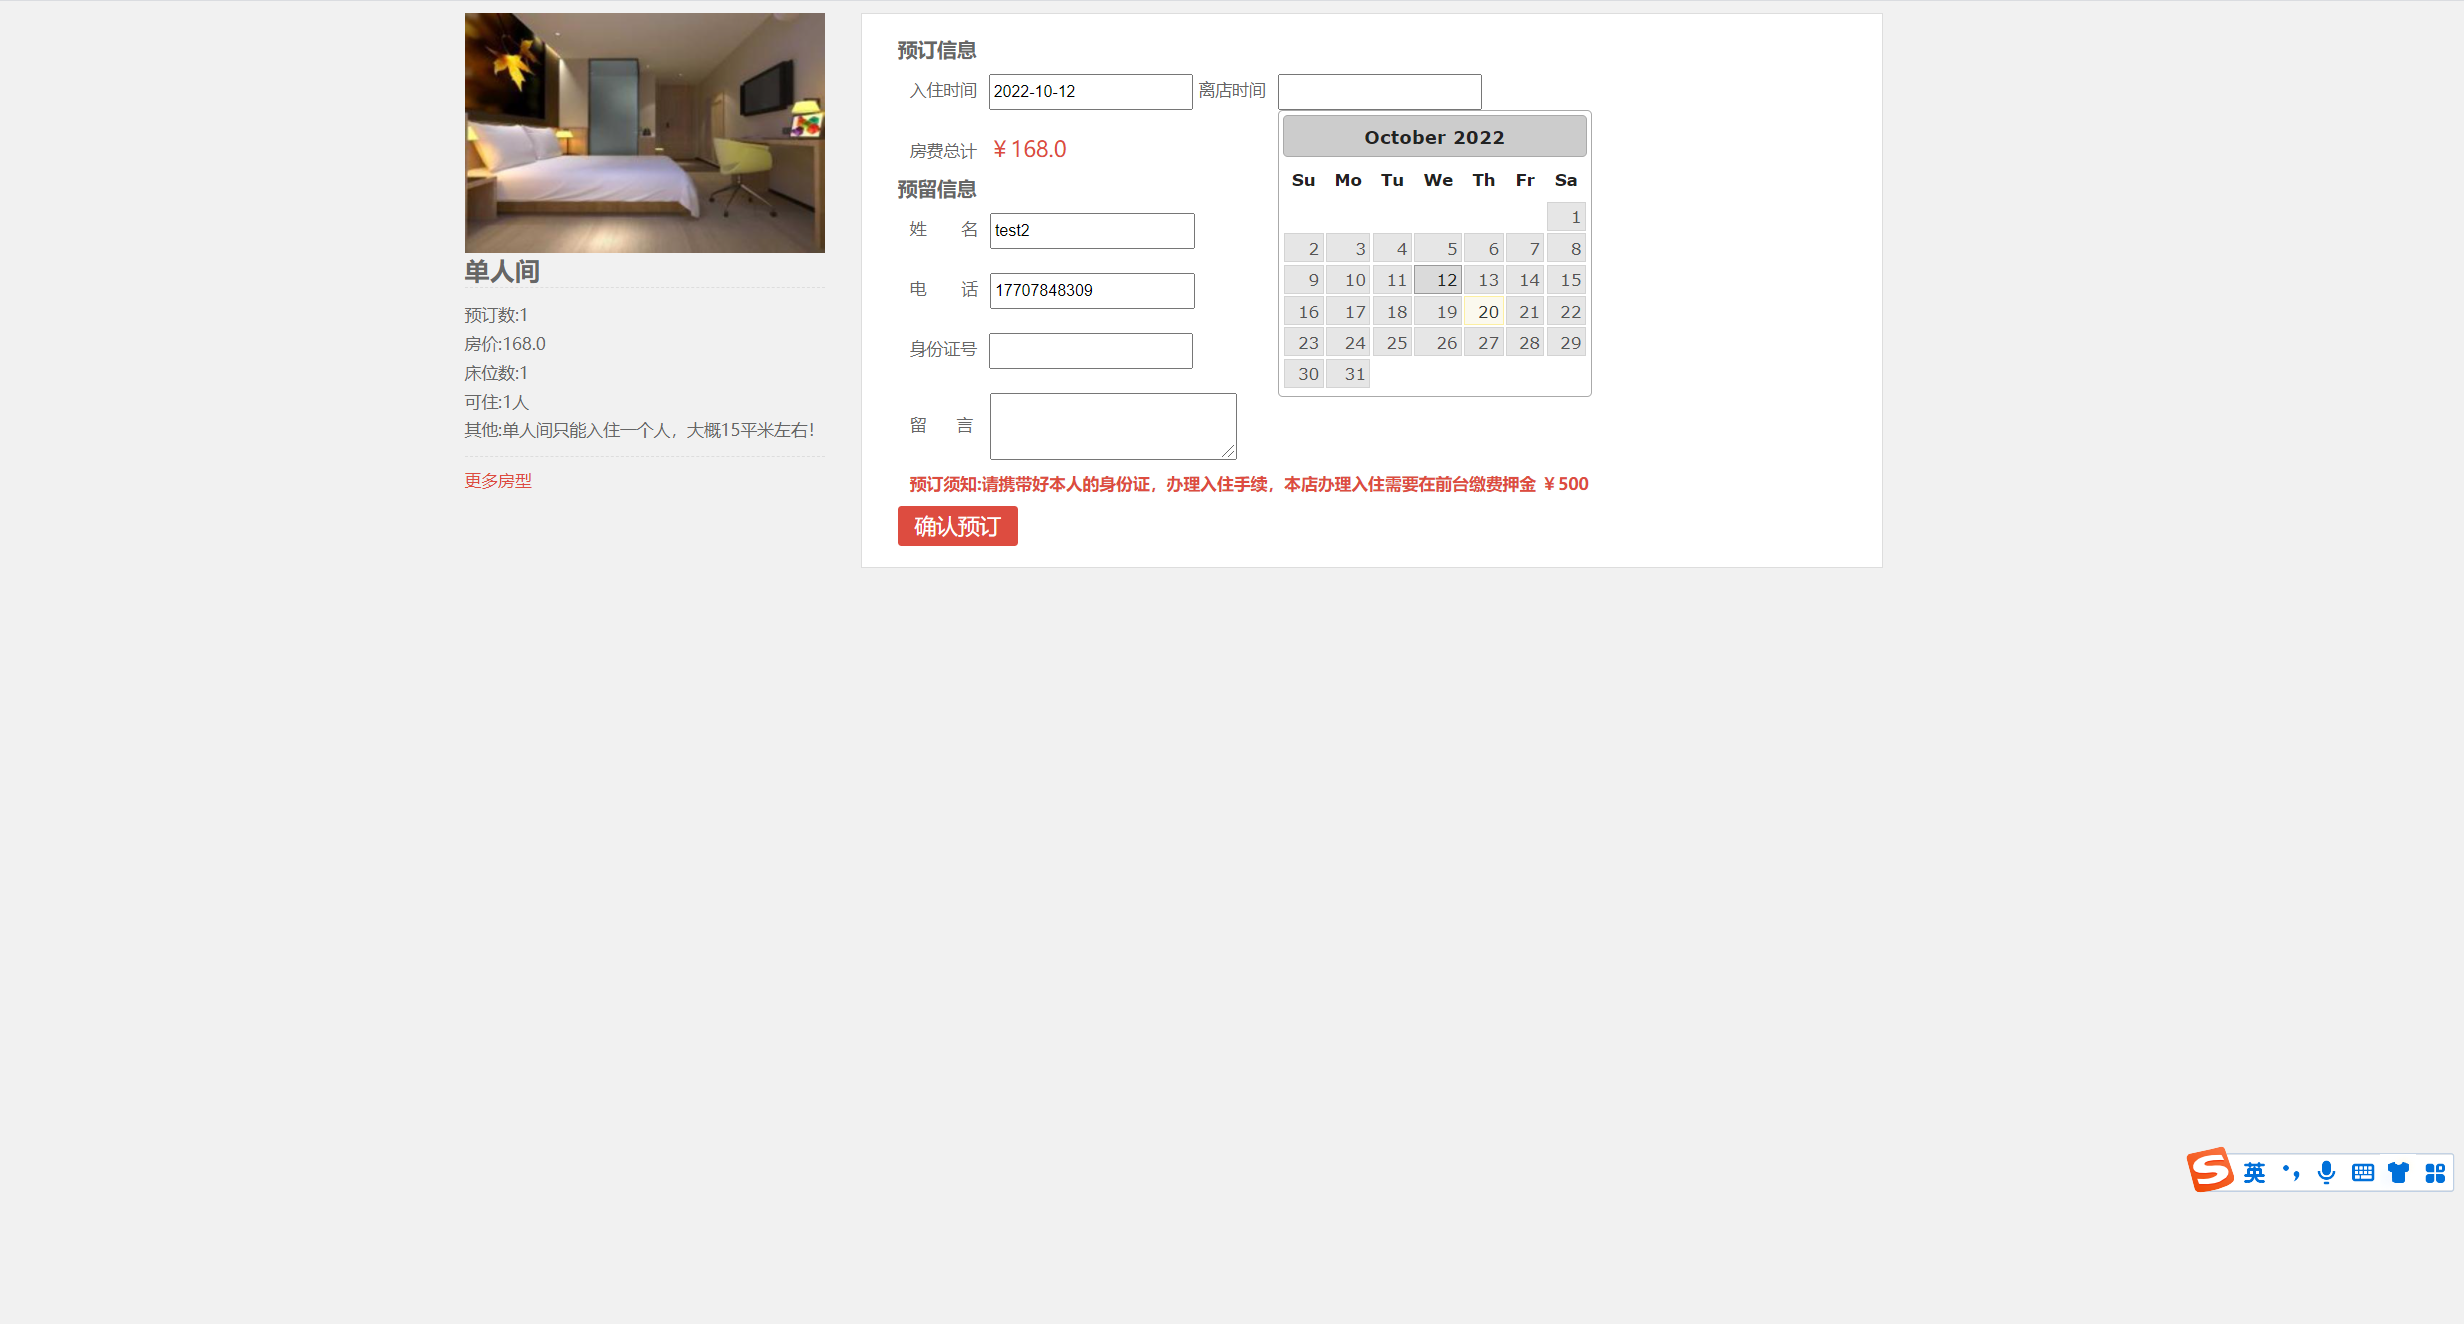 单人间
预订数:1
房价:168.0
床位数:1
可住:1人
其他:单人间只能入住一个人，大概15平米左右!
更多房型
预订信息
入住时间 2022-10-12 离店时间
房费总计 ￥168.0
预留信息
姓 名 test2
电 话 17707848309
身份证号
留 言
预订须知:请携带好本人的身份证，办理入住手续，本店办理入住需要在前台缴费押金 ￥500
确认预订
October 2022
Su Mo Tu We Th Fr Sa
1
2 3 4 5 6 7 8
9 10 11 12 13 14 15
16 17 18 19 20 21 22
23 24 25 26 27 28 29
30 31
S 英